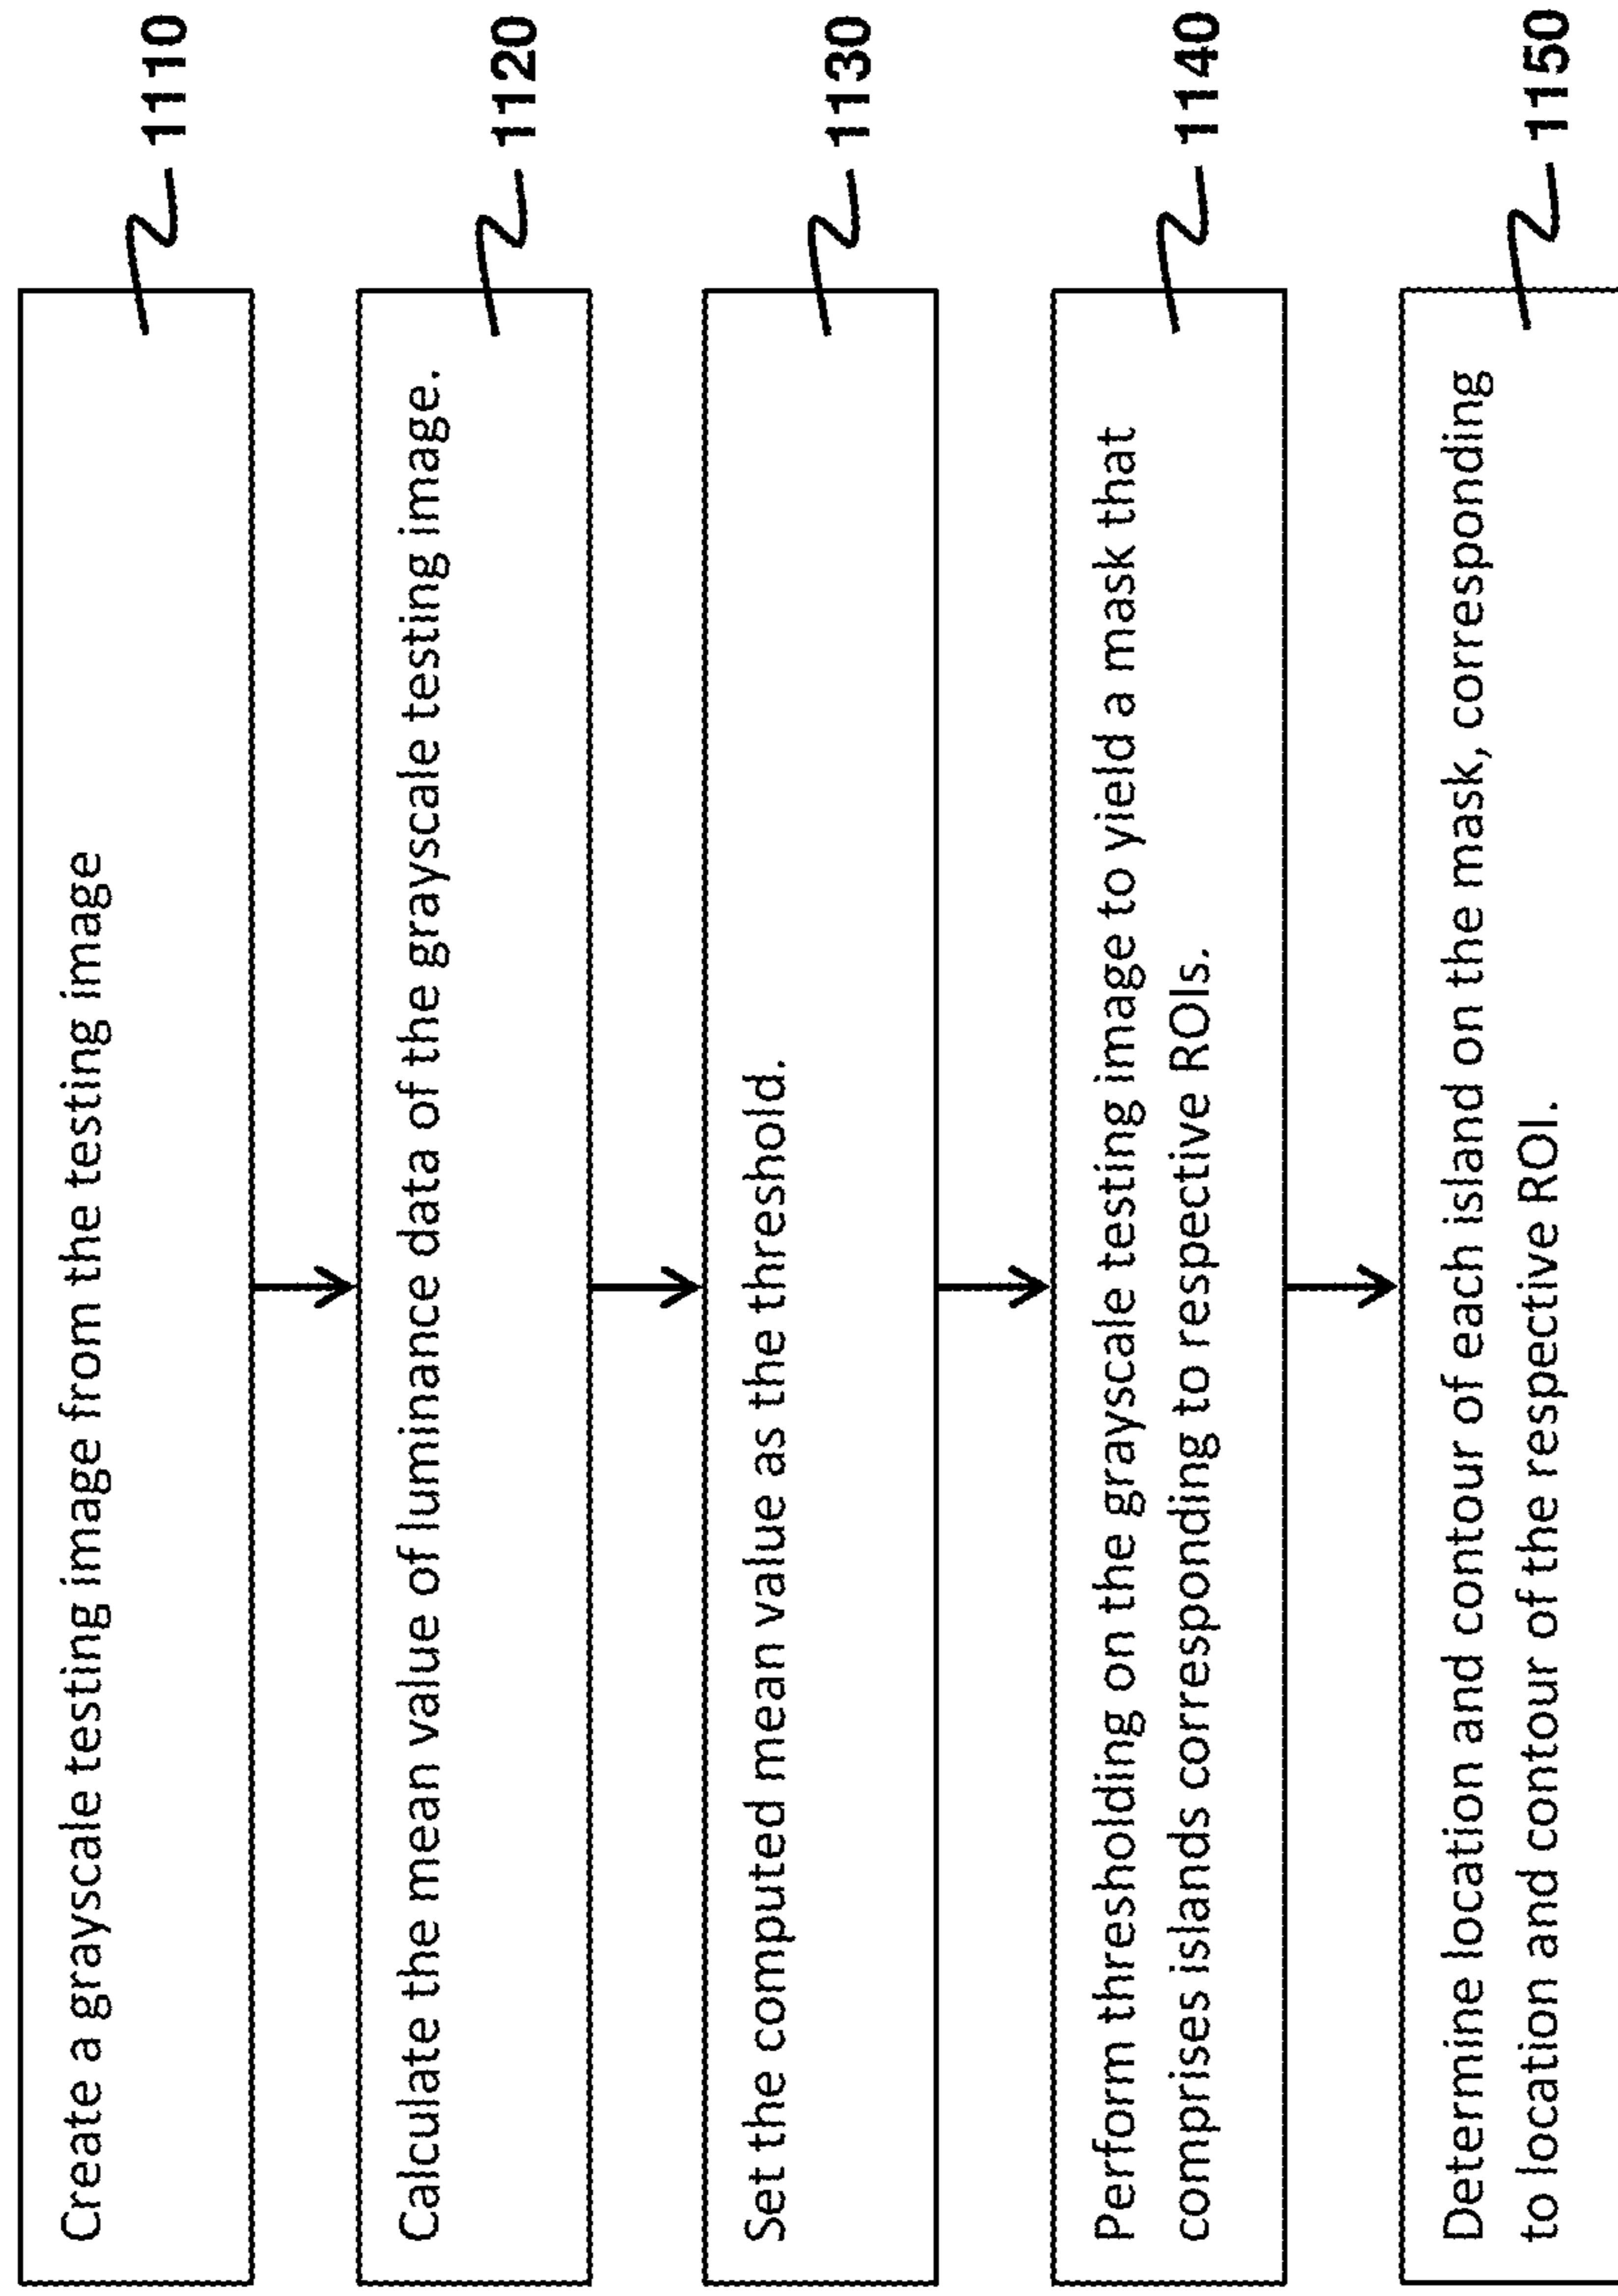 Create a grayscale testing image from the testing image
1110
Calculate the mean value of luminance data of the grayscale testing image.
1120
Set the computed mean value as the threshold.
1130
Perform thresholding on the grayscale testing image to yield a mask that
comprises islands corresponding to respective ROIs.
1140
Determine location and contour of each island on the mask, corresponding
to location and contour of the respective ROI.
1150